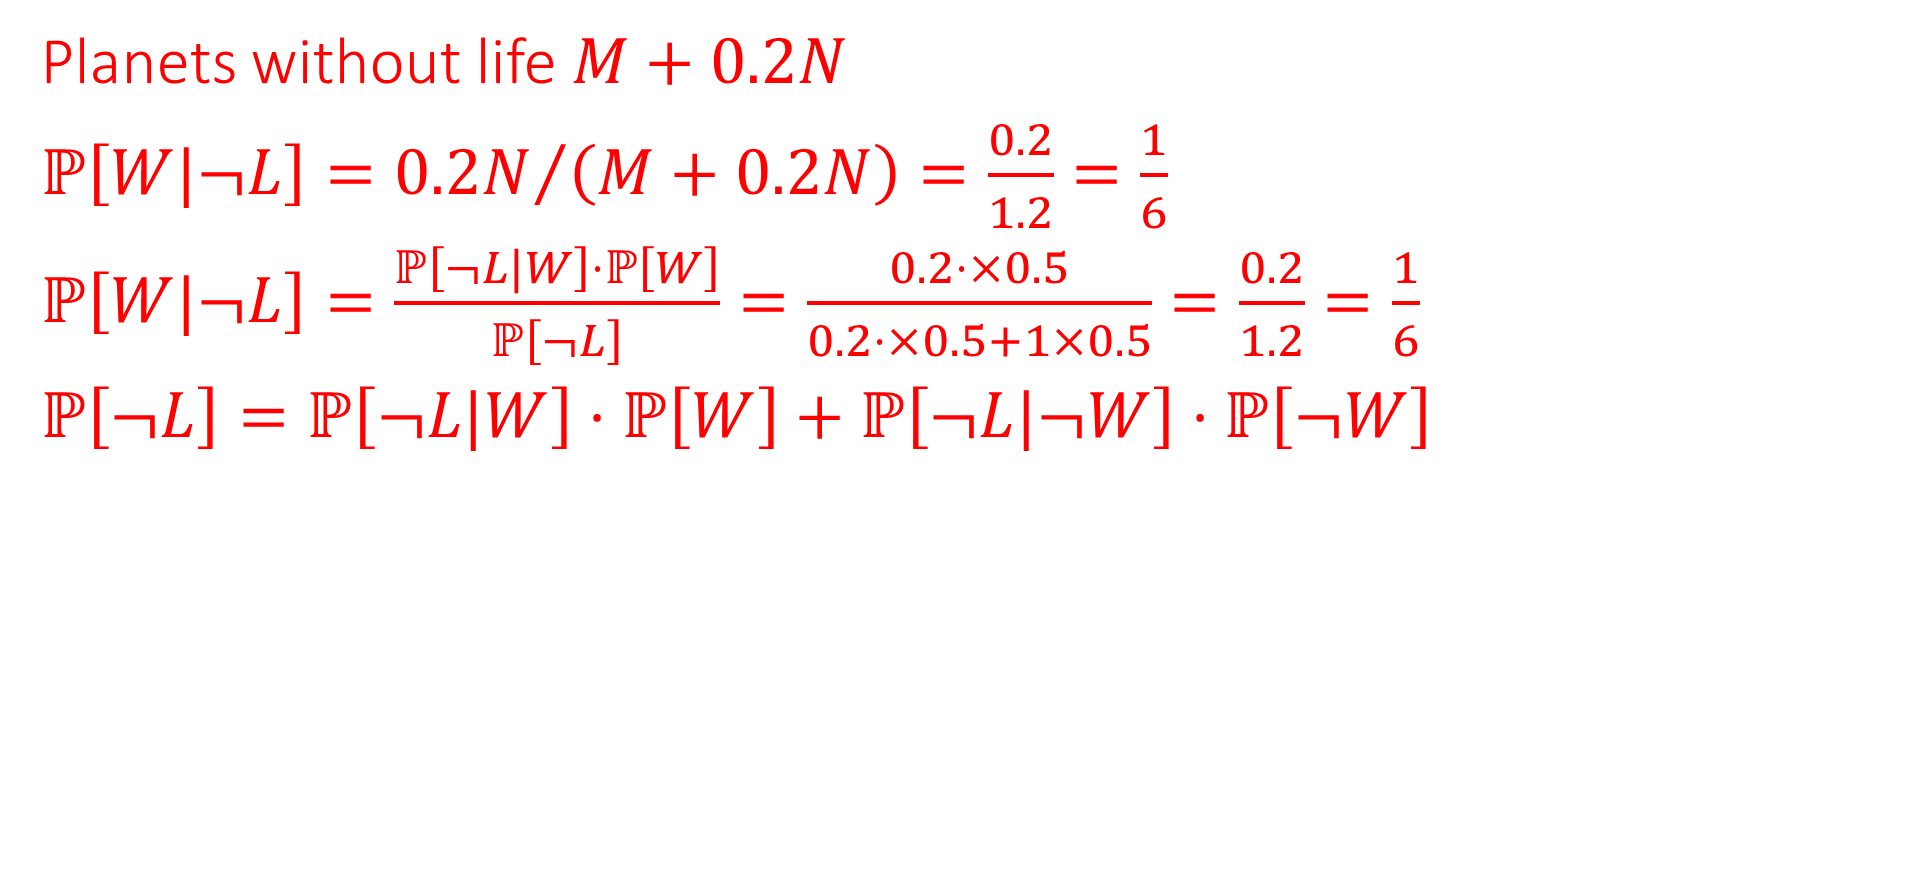 Planets without life 𝑀 + 0.2𝑁
ℙ[𝑊|¬𝐿] = 0.2𝑁/(𝑀 + 0.2𝑁) = 0.2/1.2 = 1/6
ℙ[𝑊|¬𝐿] = ℙ[¬𝐿|𝑊]·ℙ[𝑊]/ℙ[¬𝐿] = 0.2·×0.5/0.2·×0.5+1×0.5 = 0.2/1.2 = 1/6
ℙ[¬𝐿] = ℙ[¬𝐿|𝑊] · ℙ[𝑊] + ℙ[¬𝐿|¬𝑊] · ℙ[¬𝑊]